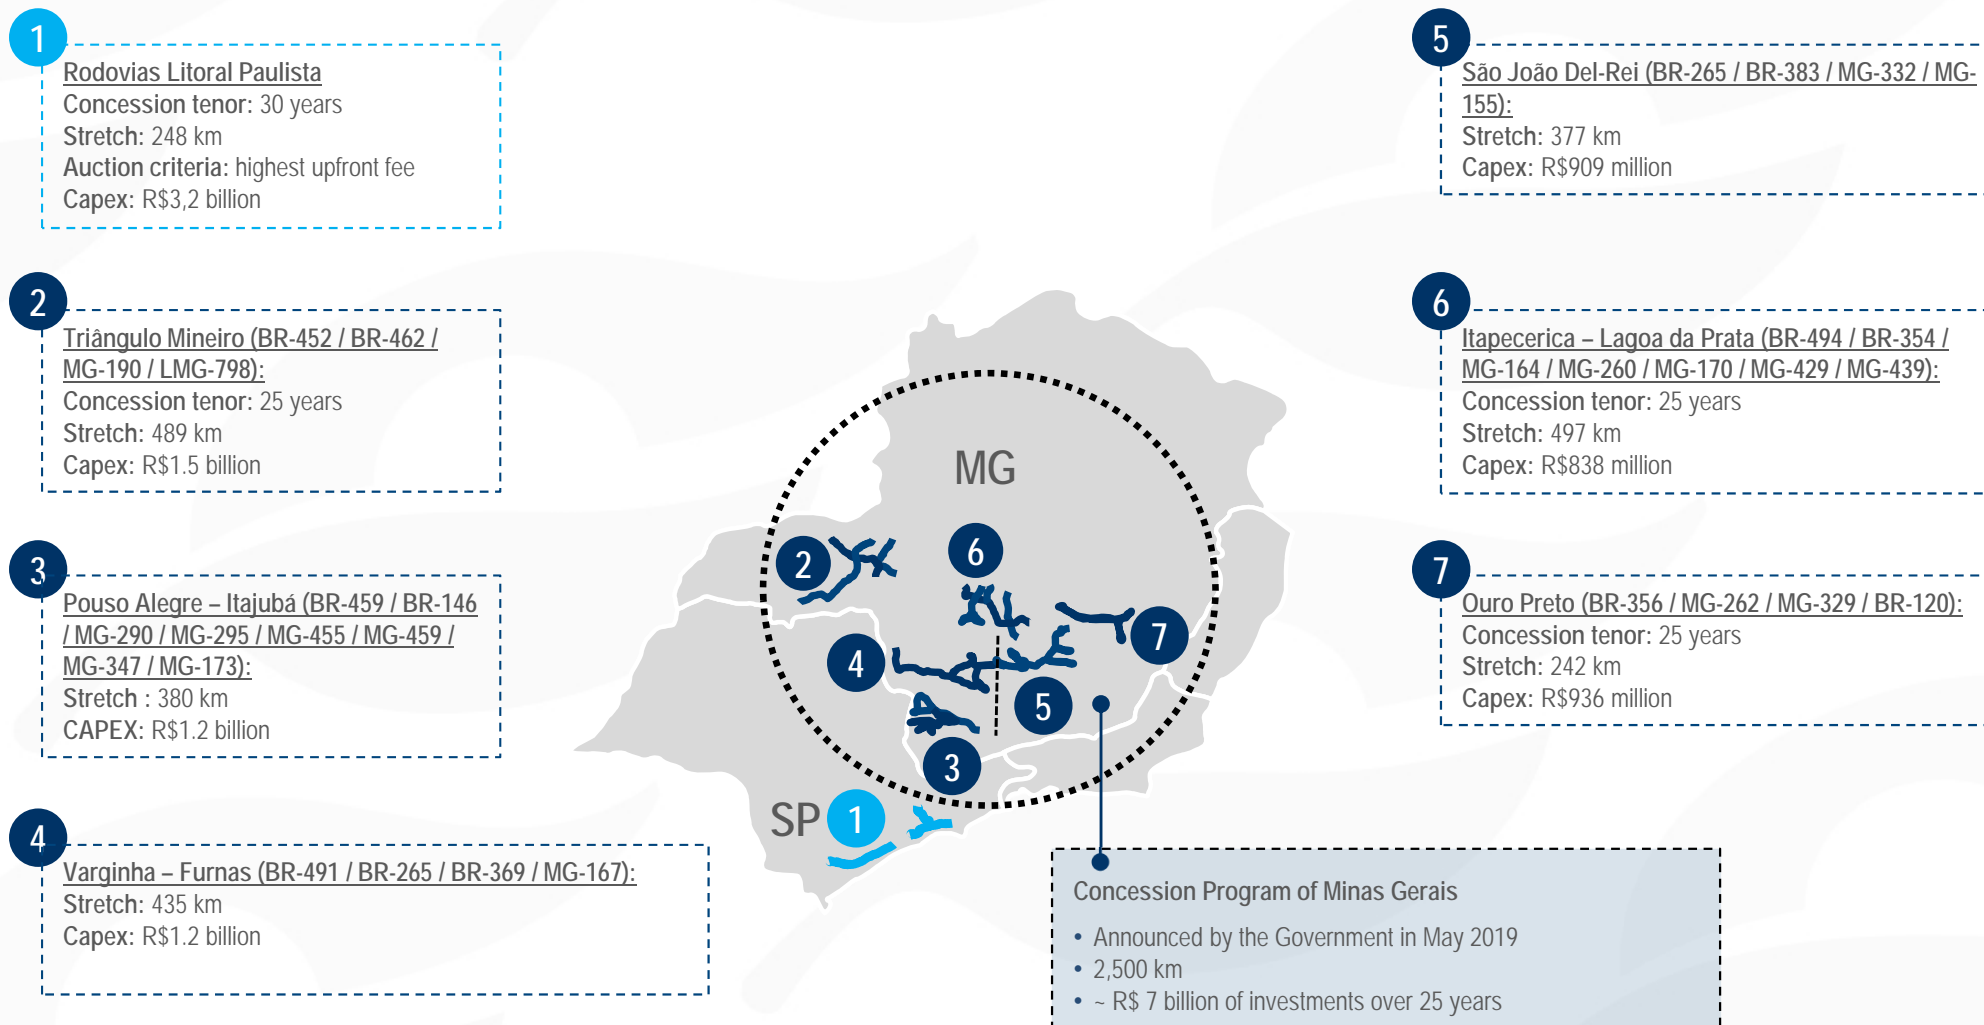 1
Rodovias Litoral Paulista
Concession tenor: 30 years
Stretch: 248 km
Auction criteria: highest upfront fee
Capex: R$3,2 billion
2
Triângulo Mineiro (BR-452 / BR-462 /
MG-190 / LMG-798):
Concession tenor: 25 years
Stretch: 489 km
Capex: R$1.5 billion
3
Pouso Alegre – Itajubá (BR-459 / BR-146
/ MG-290 / MG-295 / MG-455 / MG-459 /
MG-347 / MG-173):
Stretch : 380 km
CAPEX: R$1.2 billion
4
Varginha – Furnas (BR-491 / BR-265 / BR-369 / MG-167):
Stretch: 435 km
Capex: R$1.2 billion
MG
2
6
7
4
5
3
SP
1
5
São João Del-Rei (BR-265 / BR-383 / MG-332 / MG-
155):
Stretch: 377 km
Capex: R$909 million
6
Itapecerica – Lagoa da Prata (BR-494 / BR-354 /
MG-164 / MG-260 / MG-170 / MG-429 / MG-439):
Concession tenor: 25 years
Stretch: 497 km
Capex: R$838 million
7
Ouro Preto (BR-356 / MG-262 / MG-329 / BR-120):
Concession tenor: 25 years
Stretch: 242 km
Capex: R$936 million
Concession Program of Minas Gerais
• Announced by the Government in May 2019
• 2,500 km
• ~ R$ 7 billion of investments over 25 years